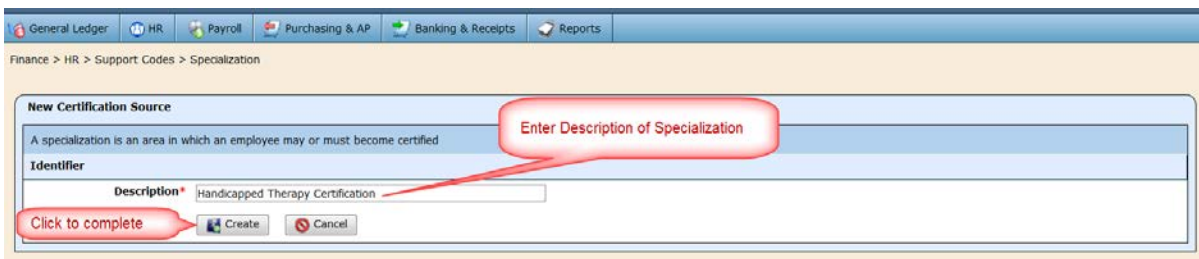 General Ledger HR Payroll Purchasing & AP Banking & Receipts Reports
Finance > HR > Support Codes > Specialization
New Certification Source
Enter Description of Specialization
A specialization is an area in which an employee may or must become certified
Identifier
Description* Handicapped Therapy Certification
Click to complete Create Cancel